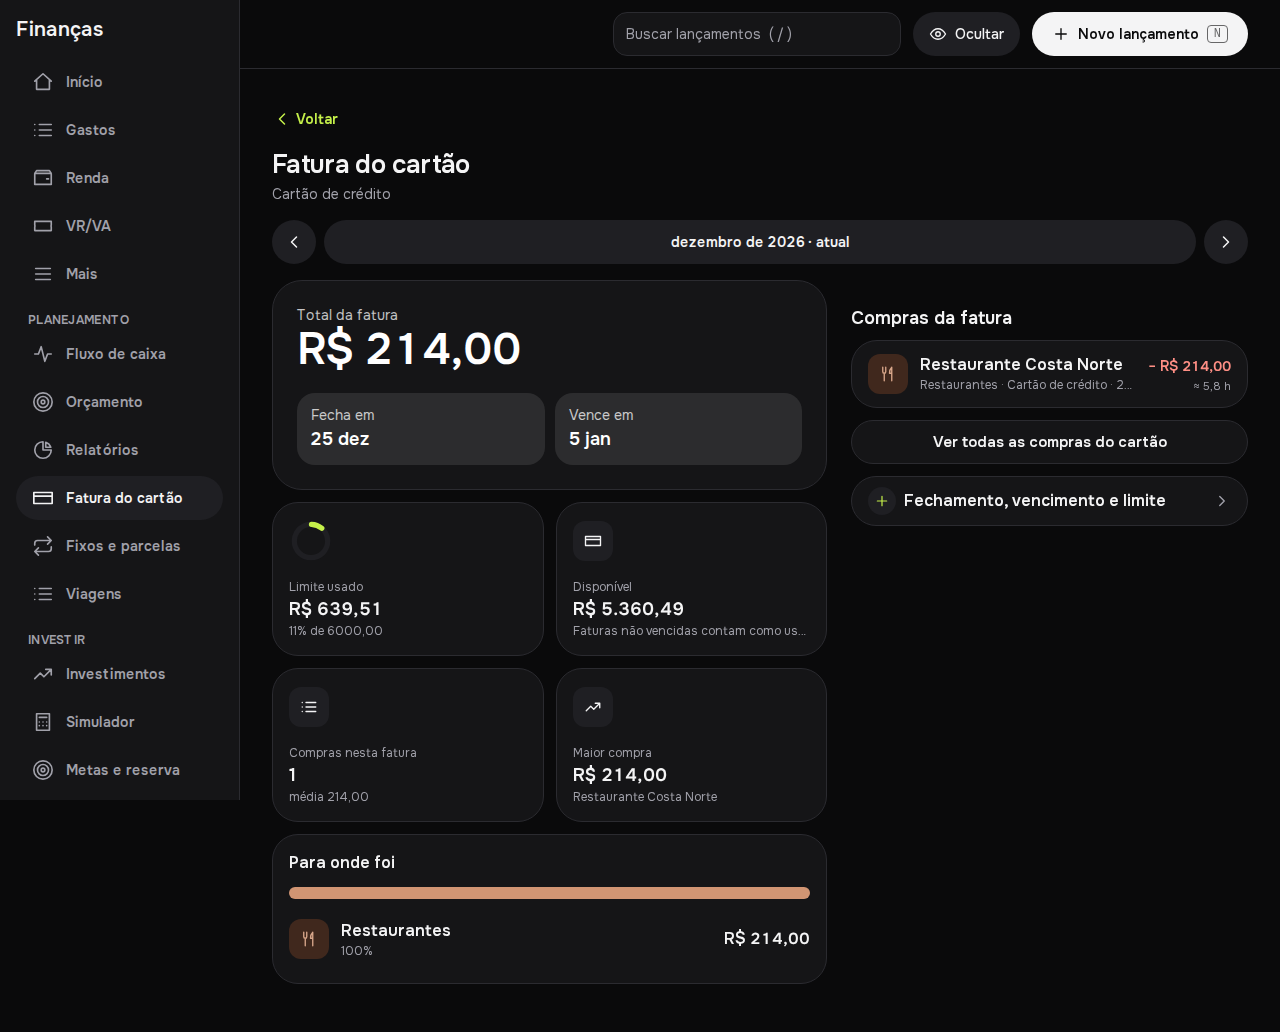 Finanças
Buscar lançamentos ( / )
Ocultar
Novo lançamento N
Início
Gastos
Renda
VR/VA
Mais
PLANEJAMENTO
Fluxo de caixa
Orçamento
Relatórios
Fatura do cartão
Fixos e parcelas
Viagens
INVESTIR
Investimentos
Simulador
Metas e reserva
Voltar
Fatura do cartão
Cartão de crédito
dezembro de 2026 · atual
Total da fatura
R$ 214,00
Fecha em
25 dez
Vence em
5 jan
Limite usado
R$ 639,51
11% de 6000,00
Disponível
R$ 5.360,49
Faturas não vencidas contam como us...
Compras nesta fatura
1
média 214,00
Maior compra
R$ 214,00
Restaurante Costa Norte
Para onde foi
Restaurantes
100%
R$ 214,00
Compras da fatura
Restaurante Costa Norte
− R$ 214,00
Restaurantes · Cartão de crédito · 2...
≈ 5,8 h
Ver todas as compras do cartão
Fechamento, vencimento e limite